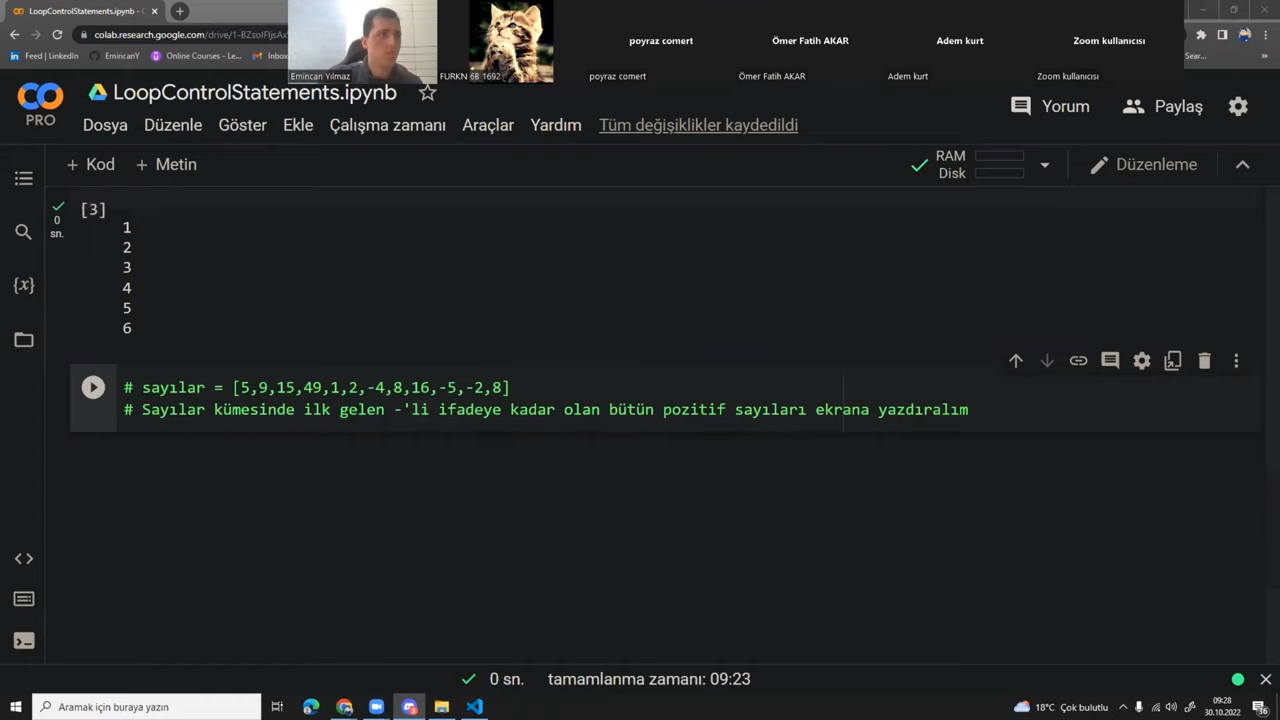 LoopControlStatements.ipynb -
colab.research.google.com/drive/1-BZsoIFIjsAx
Feed | LinkedIn
EmincanY
Online Courses - Le...
Inbox
Sear...
Emincan Yılmaz
FURKN 68 1692
poyraz comert
poyraz comert
Ömer Fatih AKAR
Ömer Fatih AKAR
Adem kurt
Adem kurt
Zoom kullanıcısı
Zoom kullanıcısı
PRO
LoopControlStatements.ipynb
Yorum
Paylaş
Dosya Düzenle Göster Ekle Çalışma zamanı Araçlar Yardım Tüm değişiklikler kaydedildi
+ Kod + Metin
RAM
Disk
Düzenleme
[3]
0
sn.
1
2
3
4
5
6
{x}
# sayılar = [5,9,15,49,1,2,-4,8,16,-5,-2,8]
# Sayılar kümesinde ilk gelen -'li ifadeye kadar olan bütün pozitif sayıları ekrana yazdıralım
0 sn. tamamlanma zamanı: 09:23
Aramak için buraya yazın
18°C Çok bulutlu
09:28
30.10.2022
36